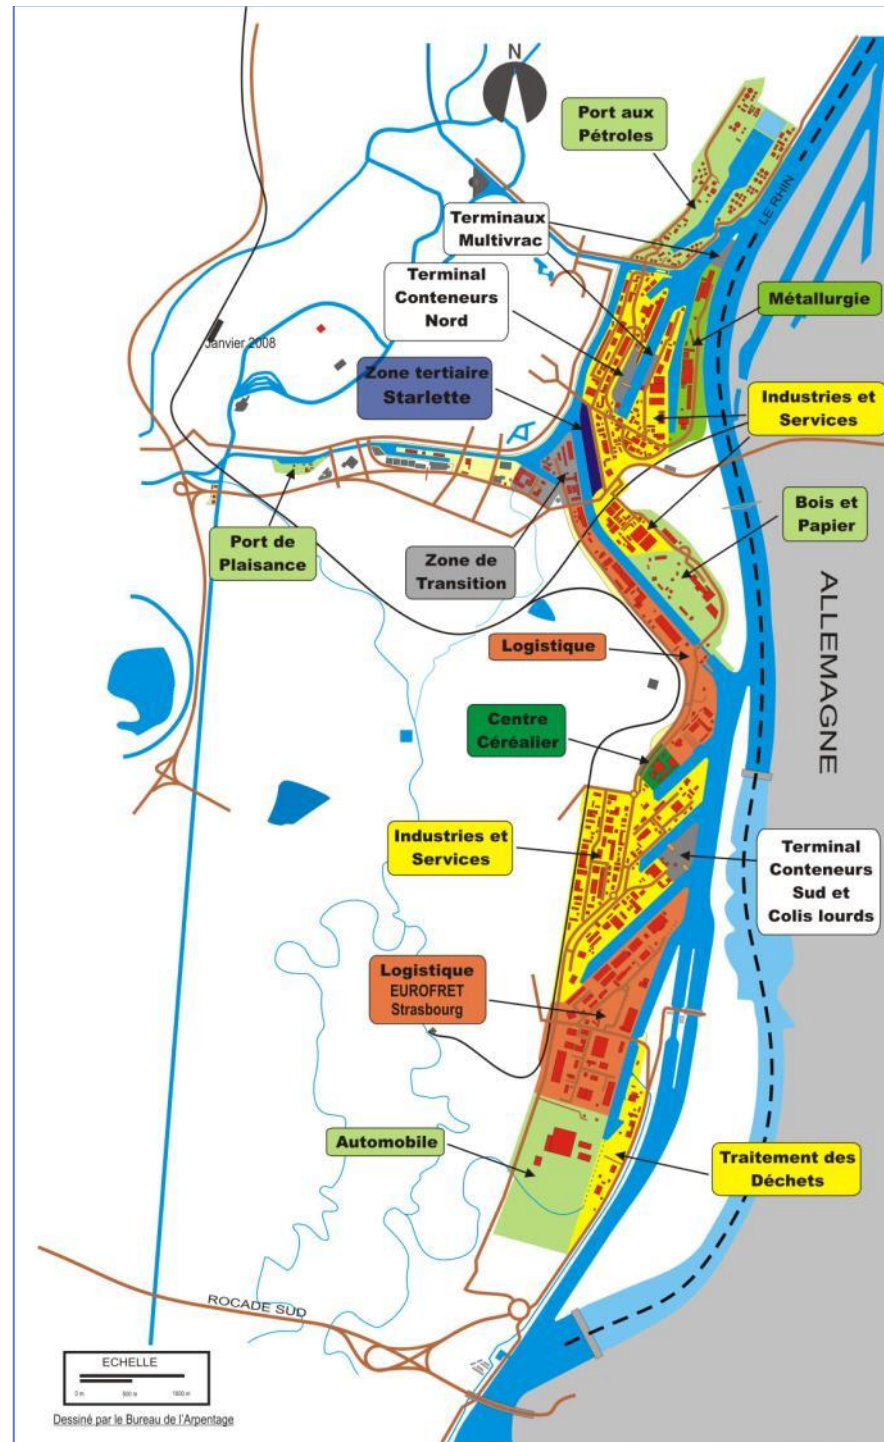 N
Port aux
Pétroles
LE RHIN
Terminaux
Multivrac
Terminal
Conteneurs
Nord
Métallurgie
Janvier 2008
Zone tertiaire
Starlette
Industries et
Services
Bois et
Papier
Port de
Plaisance
Zone de
Transition
ALLEMAGNE
Logistique
Centre
Céréalier
Industries et
Services
Terminal
Conteneurs
Sud et
Colis lourds
Logistique
EUROFRET
Strasbourg
Automobile
Traitement des
Déchets
ROCADE SUD
ECHELLE
0 m 500 m 1000 m
Dessiné par le Bureau de l'Arpentage